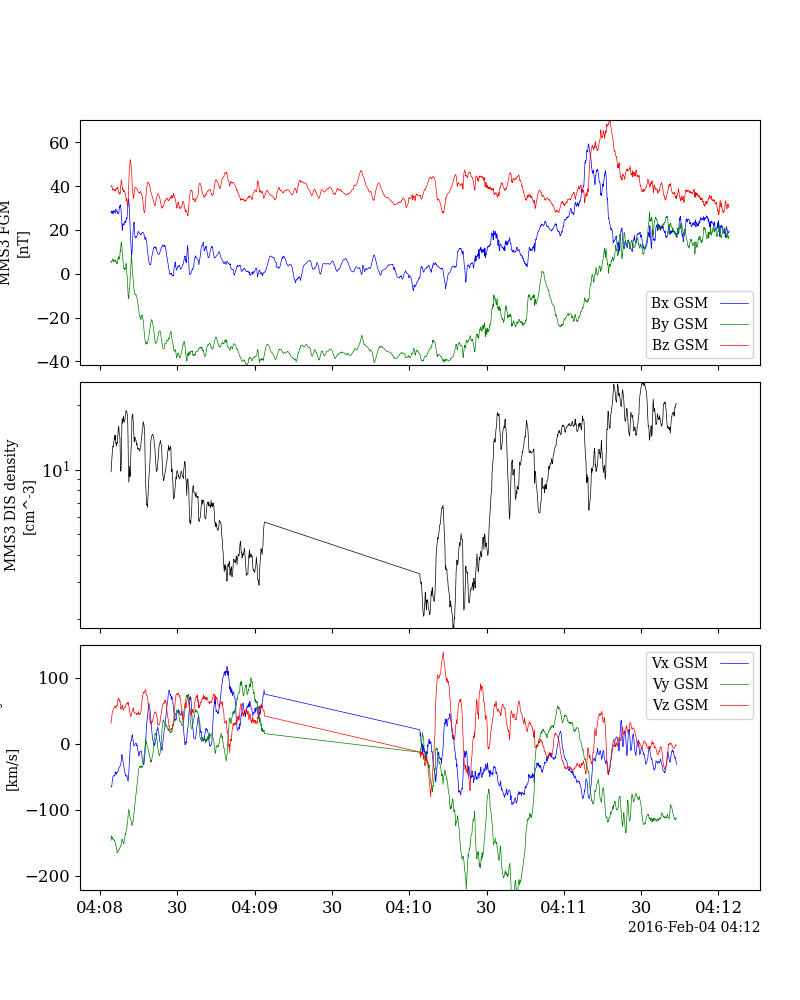 MMS3 FGM
[nT]
60
40
20
0
−20
−40
Bx GSM
By GSM
Bz GSM
MMS3 DIS density
[cm^-3]
10^1
[km/s]
100
0
−100
−200
Vx GSM
Vy GSM
Vz GSM
04:08 30 04:09 30 04:10 30 04:11 30 04:12
2016-Feb-04 04:12